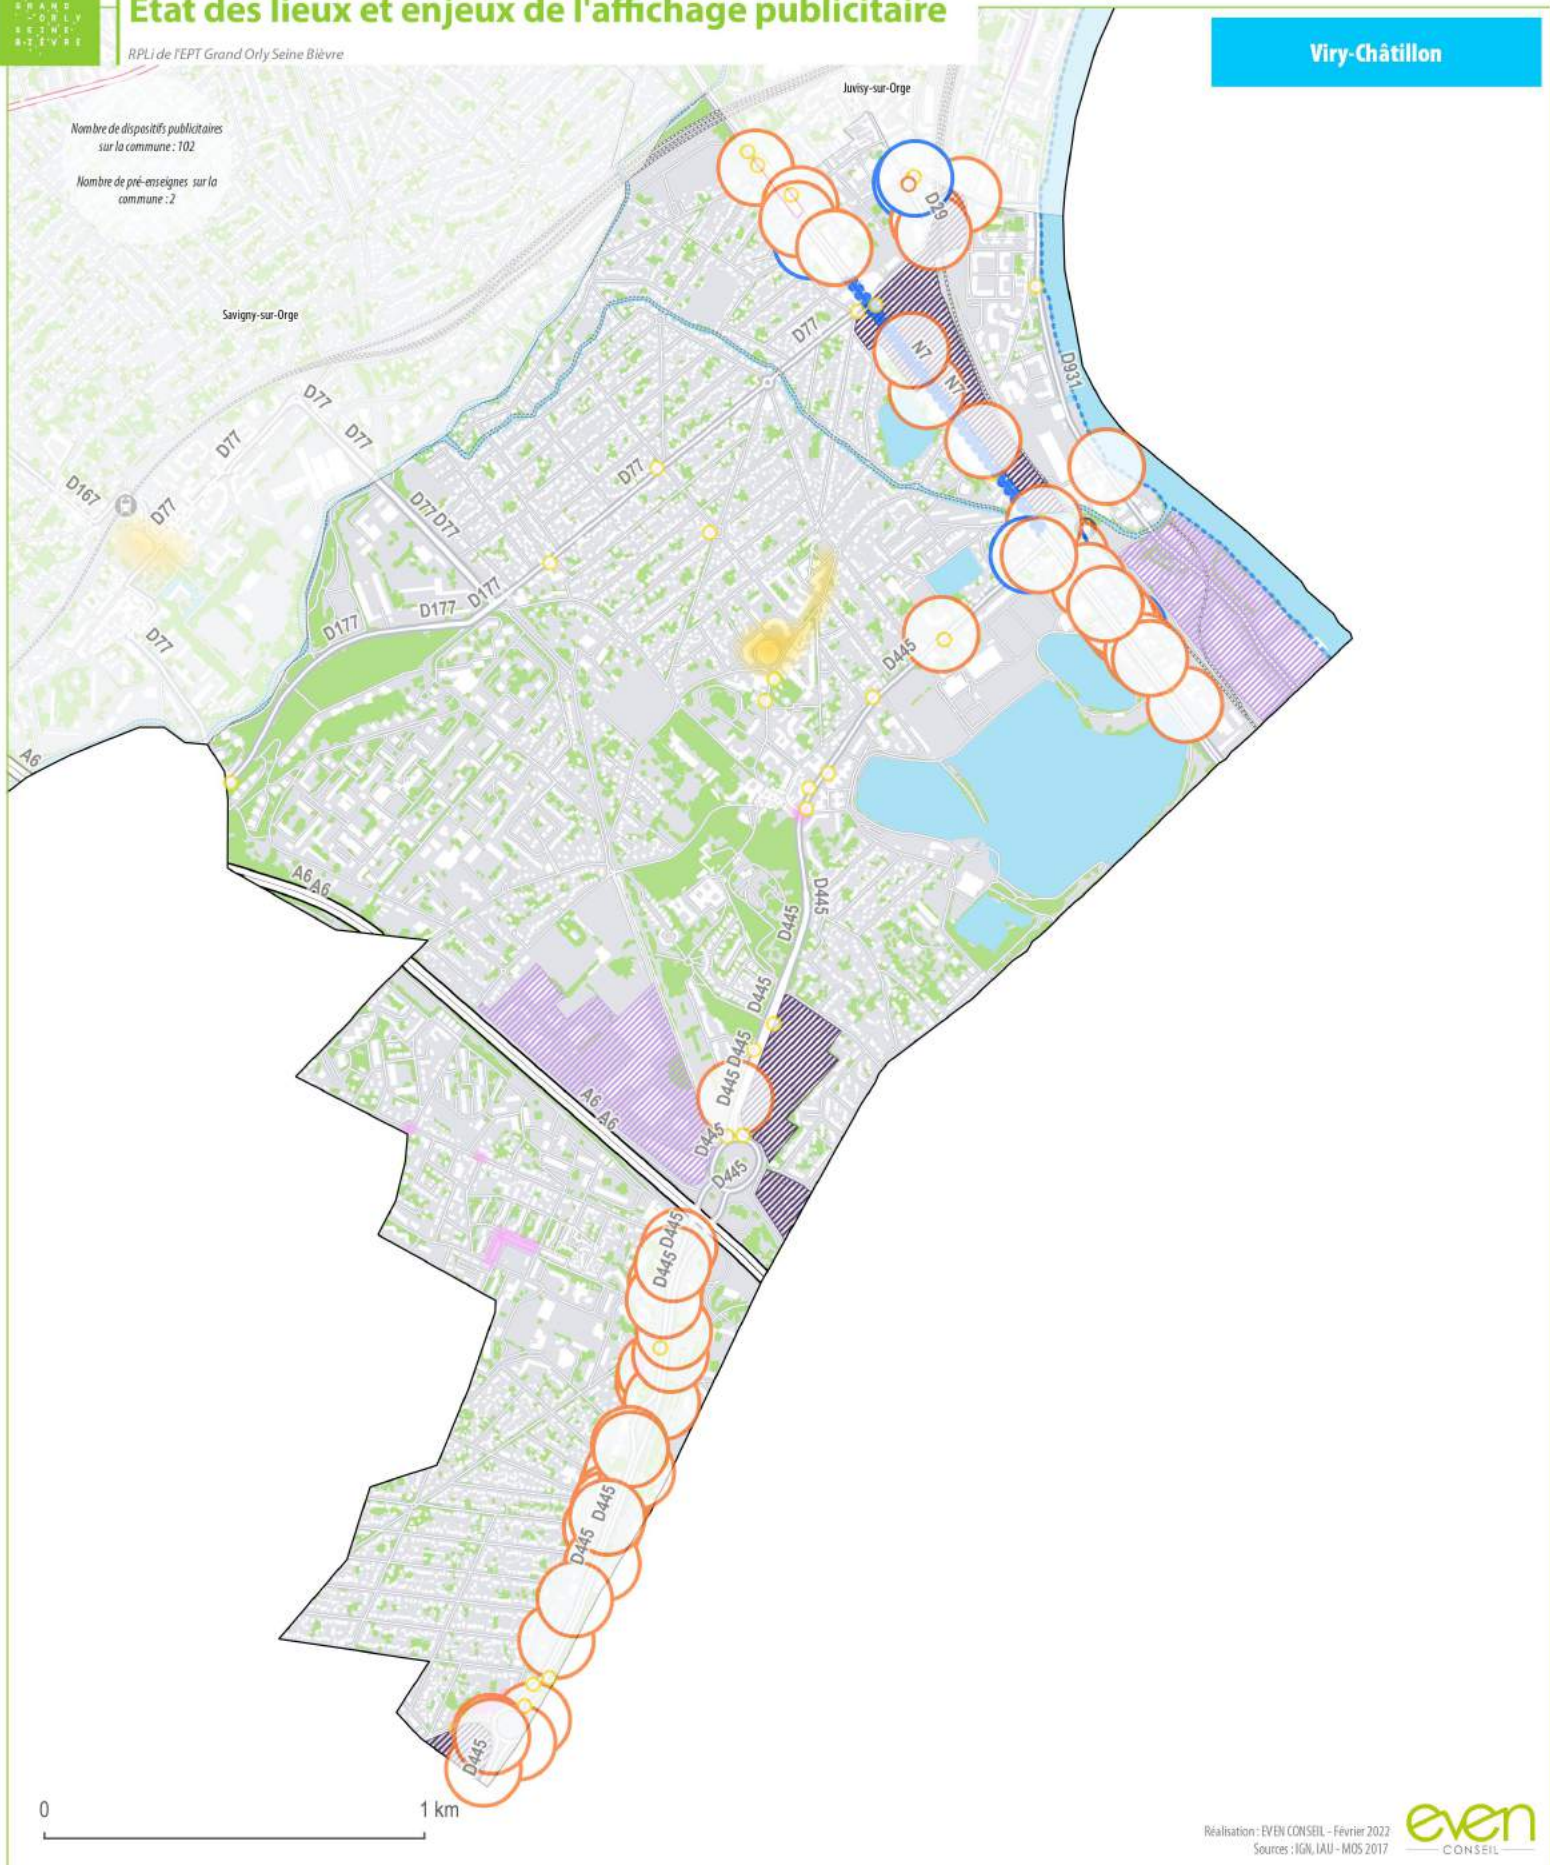 GRAND
ORLY
SEINE
BIÈVRE
Etat des lieux et enjeux de l'affichage publicitaire
RPLi de l'EPT Grand Orly Seine Bièvre
Viry-Châtillon
Nombre de dispositifs publicitaires
sur la commune : 102
Nombre de pré-enseignes sur la
commune : 2
Juvisy-sur-Orge
Savigny-sur-Orge
D29
D77
N7
N7
D931
D77
D77
D77
D77
D167
D77
D77 D77
D177
D177
D177
D77
D445
A6
A6 A6
D445
D445
D445
D445
D445
A6 A6
D445
D445
D445
D445
D445
D445
D445
0
1 km
Réalisation : EVEN CONSEIL - Février 2022
Sources : IGN, IAU - MOS 2017
even
CONSEIL